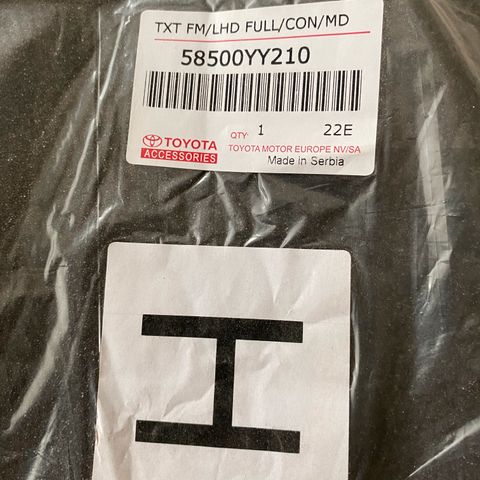 TXT FM/LHD FULL/CON/MD
58500YY210
QTY: 1 22E
TOYOTA
ACCESSORIES
TOYOTA MOTOR EUROPE NV/SA
Made in Serbia
H